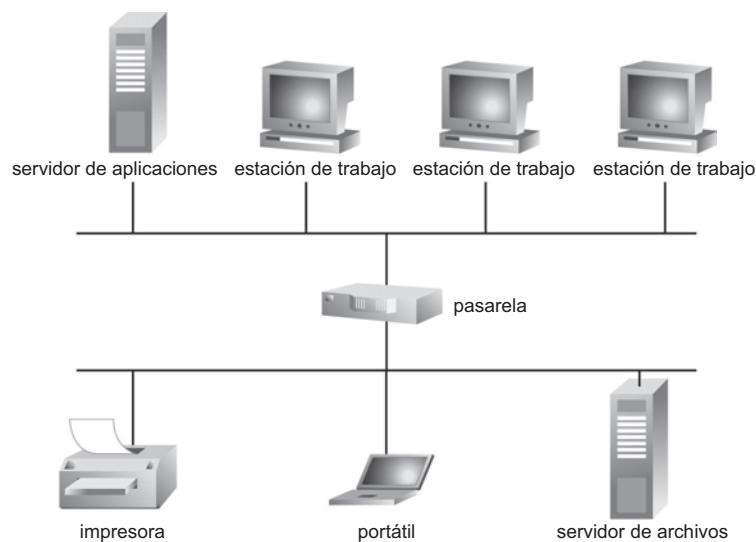 servidor de aplicaciones
estación de trabajo
estación de trabajo
estación de trabajo
pasarela
impresora
portátil
servidor de archivos